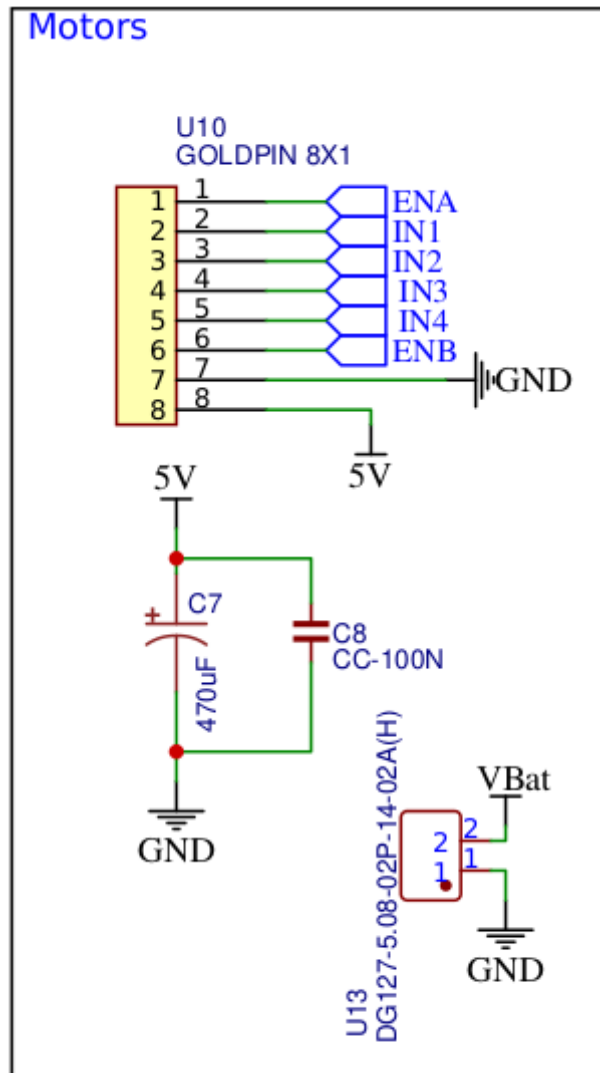 Motors
U10
GOLDPIN 8X1
1 1 ENA
2 2 IN1
3 3 IN2
4 4 IN3
5 5 IN4
6 6 ENB
7 7 GND
8 8
5V
5V
+ C7
470uF
C8
CC-100N
GND
VBat
2 2
1 1
GND
U13
DG127-5.08-02P-14-02A(H)